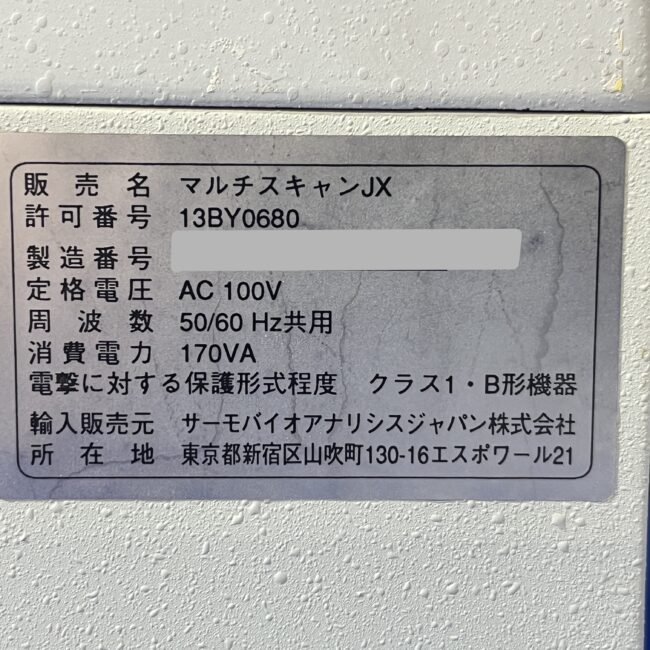 販売名 マルチスキャンJX
許可番号 13BY0680
製造番号
定格電圧 AC 100V
周波数 50/60 Hz共用
消費電力 170VA
電撃に対する保護形式程度 クラス1・B形機器
輸入販売元 サーモバイオアナリシスジャパン株式会社
所在地 東京都新宿区山吹町130-16エスポワール21